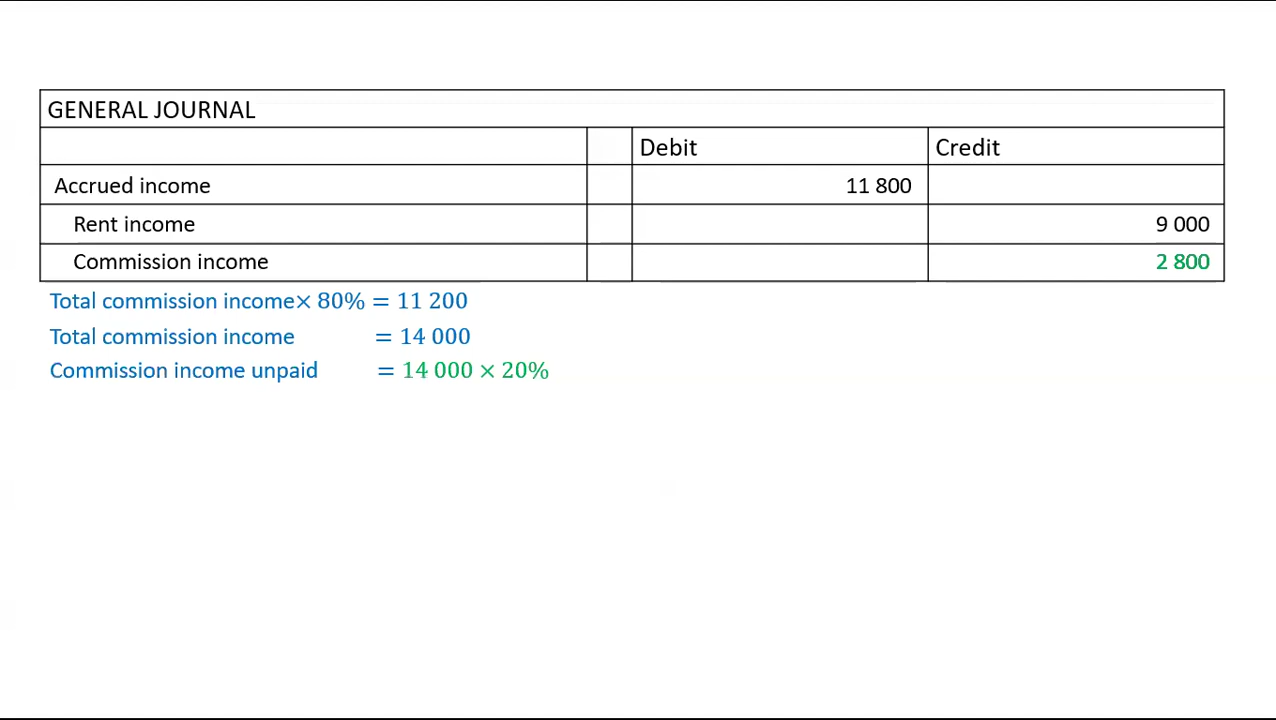 GENERAL JOURNAL
Debit Credit
Accrued income 11 800
Rent income 9 000
Commission income 2 800
Total commission income× 80% = 11 200
Total commission income = 14 000
Commission income unpaid = 14 000 × 20%